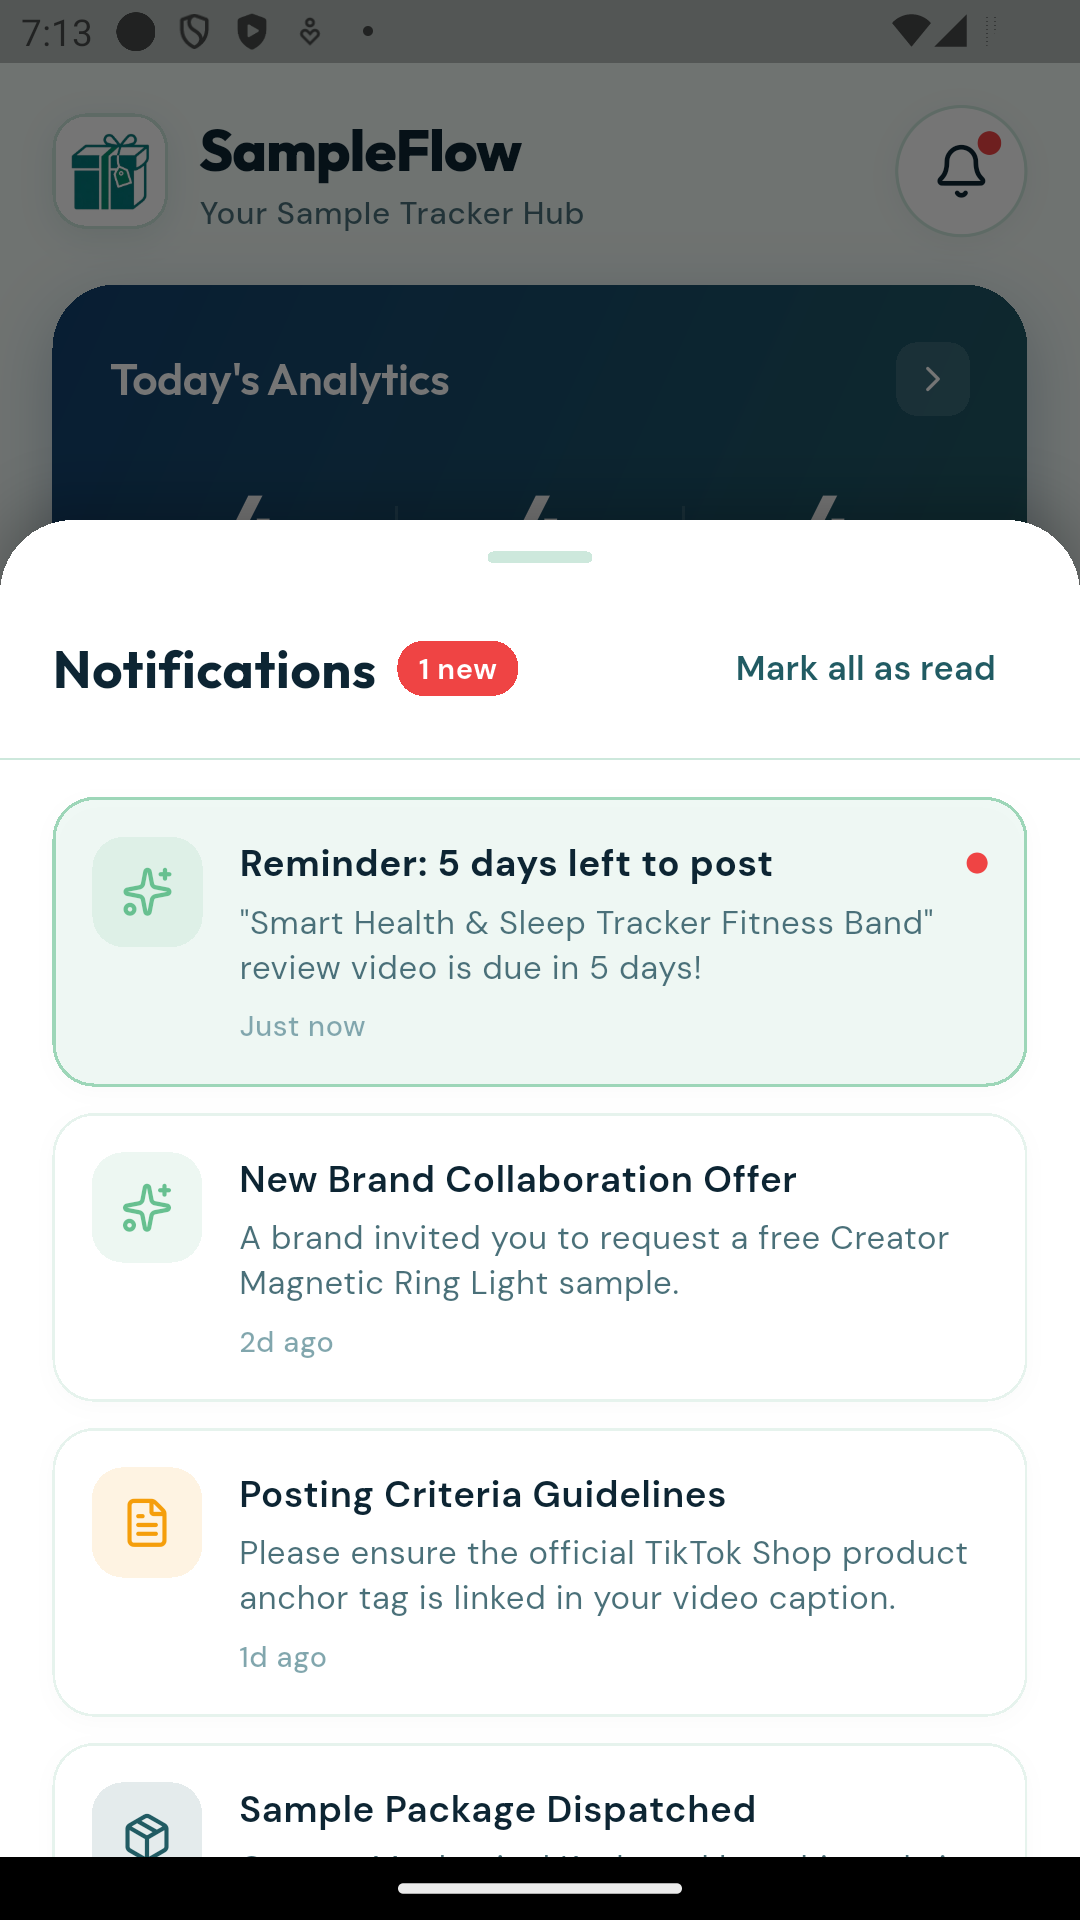 7:13
SampleFlow
Your Sample Tracker Hub
Today's Analytics
Notifications
1 new
Mark all as read
Reminder: 5 days left to post
"Smart Health & Sleep Tracker Fitness Band"
review video is due in 5 days!
Just now
New Brand Collaboration Offer
A brand invited you to request a free Creator
Magnetic Ring Light sample.
2d ago
Posting Criteria Guidelines
Please ensure the official TikTok Shop product
anchor tag is linked in your video caption.
1d ago
Sample Package Dispatched